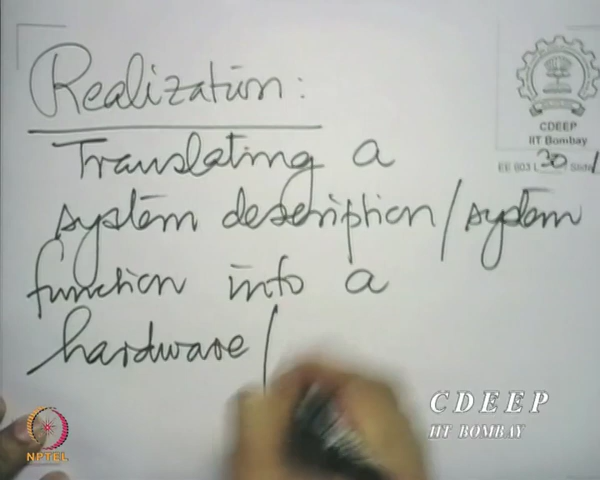 Realization:
Translating a
system description/system
function into a
hardware/
CDEEP
IIT Bombay
EE 603 L 30 Slide 1
CDEEP
IIT BOMBAY
NPTEL